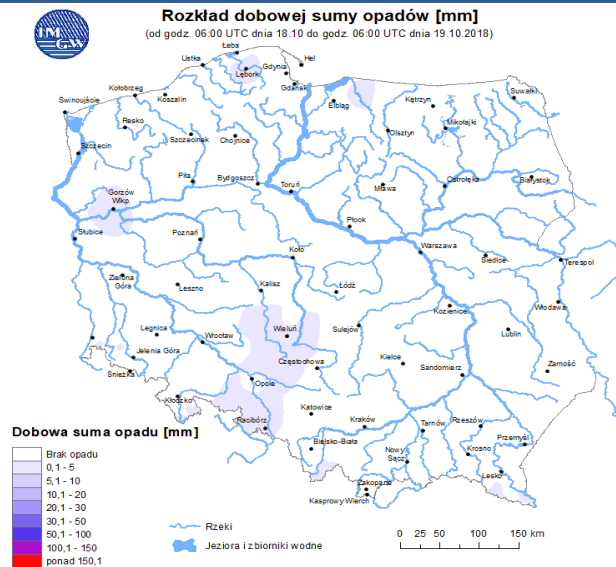 Rozkład dobowej sumy opadów [mm]
(od godz. 06:00 UTC dnia 18.10 do godz. 06:00 UTC dnia 19.10.2018)
IM
GW
Łeba
Ustka
Hel
Lębork
Gdynia
Gdańsk
Kołobrzeg
Koszalin
Świnoujście
Elbląg
Kętrzyn
Suwałki
Resko
Mikołajki
Szczecinek
Chojnice
Olsztyn
Szczecin
Piła
Bydgoszcz
Toruń
Mława
Ostrołęka
Białystok
Gorzów
Wlkp.
Płock
Słubice
Poznań
Koło
Warszawa
Siedlce
Terespol
Zielona
Góra
Leszno
Kalisz
Łódź
Kozienice
Włodawa
Legnica
Wrocław
Wieluń
Sulejów
Lublin
Jelenia Góra
Śnieżka
Częstochowa
Kielce
Sandomierz
Zamość
Opole
Kłodzko
Racibórz
Katowice
Kraków
Tarnów
Rzeszów
Przemyśl
Bielsko-Biała
Nowy
Sącz
Krosno
Lesko
Zakopane
Kasprowy Wierch
Dobowa suma opadu [mm]
Brak opadu
0,1 - 5
5,1 - 10
10,1 - 20
20,1 - 30
30,1 - 50
50,1 - 100
100,1 - 150
ponad 150,1
Rzeki
Jeziora i zbiorniki wodne
0 25 50 100 150 km